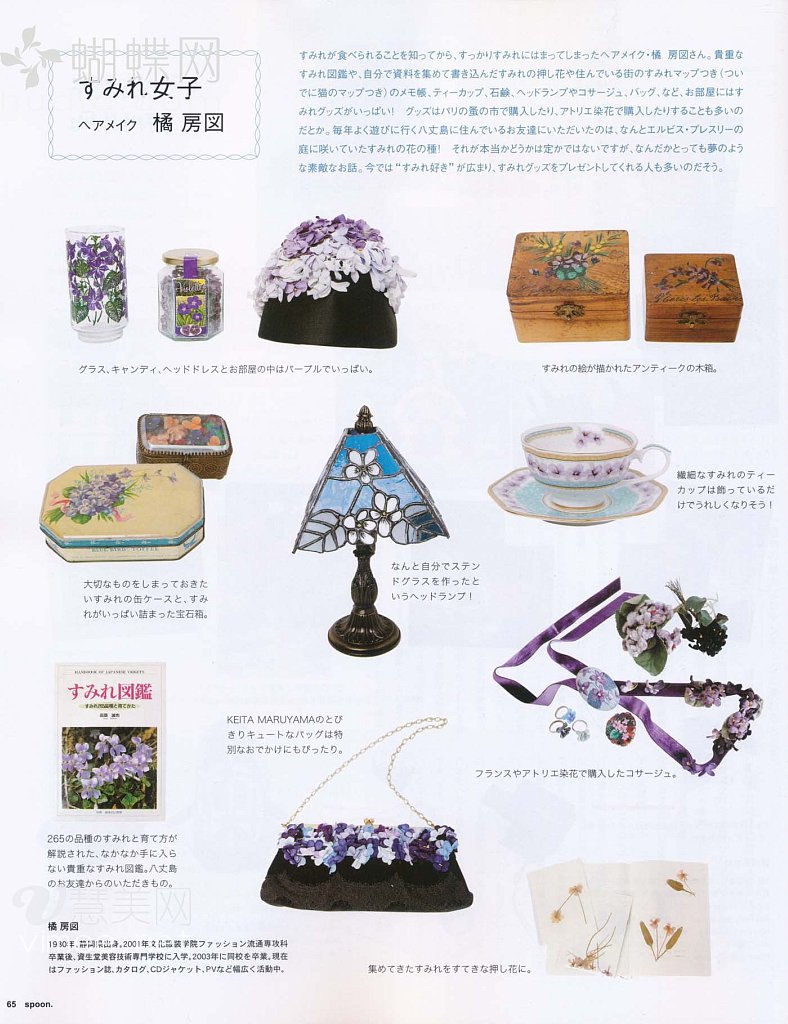 蝴蝶网
すみれ女子
ヘアメイク 橘 房図
すみれが食べられることを知ってから、すっかりすみれにはまってしまったヘアメイク・橘 房図さん。貴重な
すみれ図鑑や、自分で資料を集めて書き込んだすみれの押し花や住んでいる街のすみれマップつき(つい
でに猫のマップつき)のメモ帳、ティーカップ、石鹸、ヘッドランプやコサージュ、バッグ、など、お部屋にはす
みれグッズがいっぱい! グッズはパリの蚤の市で購入したり、アトリエ染花で購入したりすることも多いの
だとか。毎年よく遊びに行く八丈島に住んでいるお友達にいただいたのは、なんとエルビス・プレスリーの
庭に咲いていたすみれの花の種! それが本当かどうかは定かではないですが、なんだかとっても夢のよう
な素敵なお話。今では“すみれ好き”が広まり、すみれグッズをプレゼントしてくれる人も多いのだそう。
グラス、キャンディ、ヘッドドレスとお部屋の中はパープルでいっぱい。
すみれの絵が描かれたアンティークの木箱。
繊細なすみれのティー
カップは飾っているだ
けでうれしくなりそう!
大切なものをしまっておきた
いすみれの缶ケースと、すみ
れがいっぱい詰まった宝石箱。
なんと自分でステン
ドグラスを作ったと
いうヘッドランプ!
HANDBOOK OF JAPANESE VIOLETS
すみれ図鑑
KEITA MARUYAMAのとび
きりキュートなバッグは特
別なおでかけにもぴったり。
フランスやアトリエ染花で購入したコサージュ。
265の品種のすみれと育て方が
解説された、なかなか手に入ら
ない貴重なすみれ図鑑。八丈島
のお友達からのいただきもの。
慧美网
橘 房図
1980年、静岡県出身。2001年文化服装学院ファッション流通専攻科
卒業後、資生堂美容技術専門学校に入学。2003年に同校を卒業。現在
はファッション誌、カタログ、CDジャケット、PVなど幅広く活動中。
集めてきたすみれをすてきな押し花に。
65 spoon.